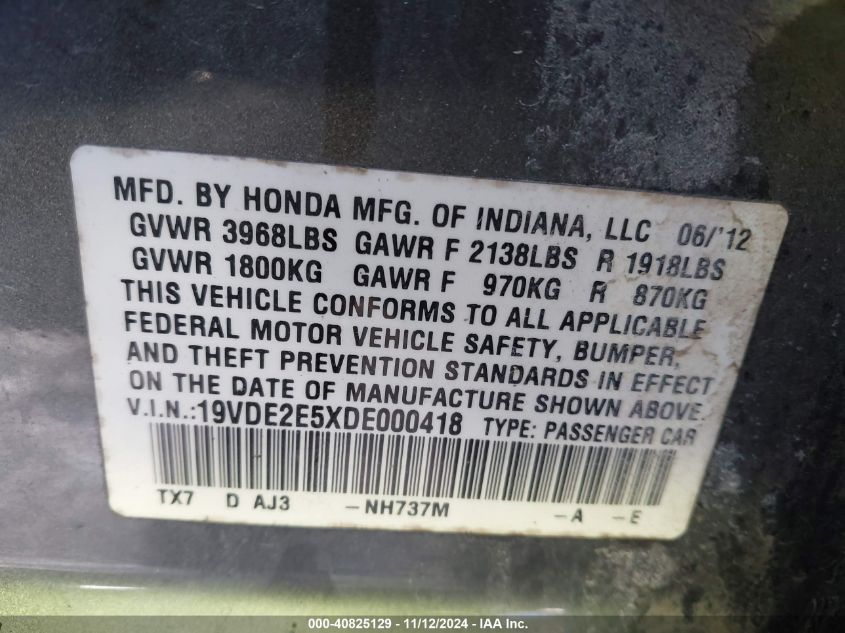 MFD. BY HONDA MFG. OF INDIANA, LLC 06/'12
GVWR 3968LBS GAWR F 2138LBS R 1918LBS
GVWR 1800KG GAWR F 970KG R 870KG
THIS VEHICLE CONFORMS TO ALL APPLICABLE
FEDERAL MOTOR VEHICLE SAFETY, BUMPER,
AND THEFT PREVENTION STANDARDS IN EFFECT
ON THE DATE OF MANUFACTURE SHOWN ABOVE.
V.I.N.:19VDE2E5XDE000418 TYPE: PASSENGER CAR
TX7 D AJ3 -NH737M -A -E
000-40825129 - 11/12/2024 - IAA Inc.